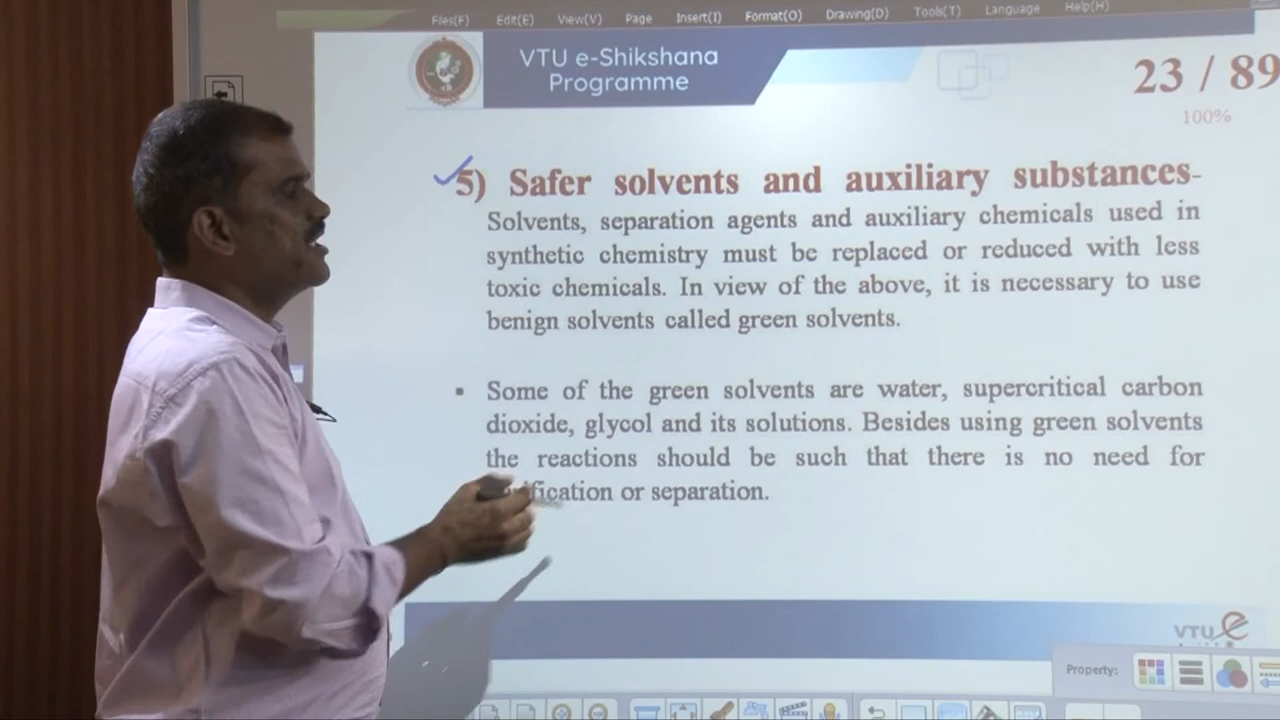 Files(F) Edit(E) View(V) Page Insert(I) Format(O) Drawing(D) Tools(T) Language Help(H)
VTU e-Shikshana
Programme
23 / 89
100%
5) Safer solvents and auxiliary substances-
Solvents, separation agents and auxiliary chemicals used in
synthetic chemistry must be replaced or reduced with less
toxic chemicals. In view of the above, it is necessary to use
benign solvents called green solvents.
▪ Some of the green solvents are water, supercritical carbon
dioxide, glycol and its solutions. Besides using green solvents
the reactions should be such that there is no need for
or separation.
VTU e
Property: